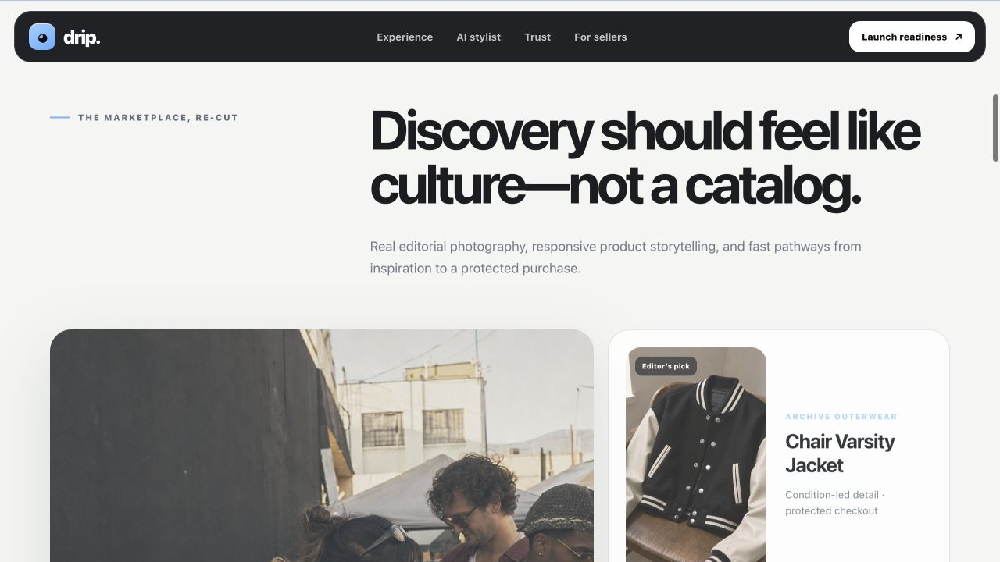 drip.
Experience
AI stylist
Trust
For sellers
Launch readiness
THE MARKETPLACE, RE-CUT
Discovery should feel like
culture—not a catalog.
Real editorial photography, responsive product storytelling, and fast pathways from
inspiration to a protected purchase.
Editor's pick
ARCHIVE OUTERWEAR
Chair Varsity
Jacket
Condition-led detail ·
protected checkout